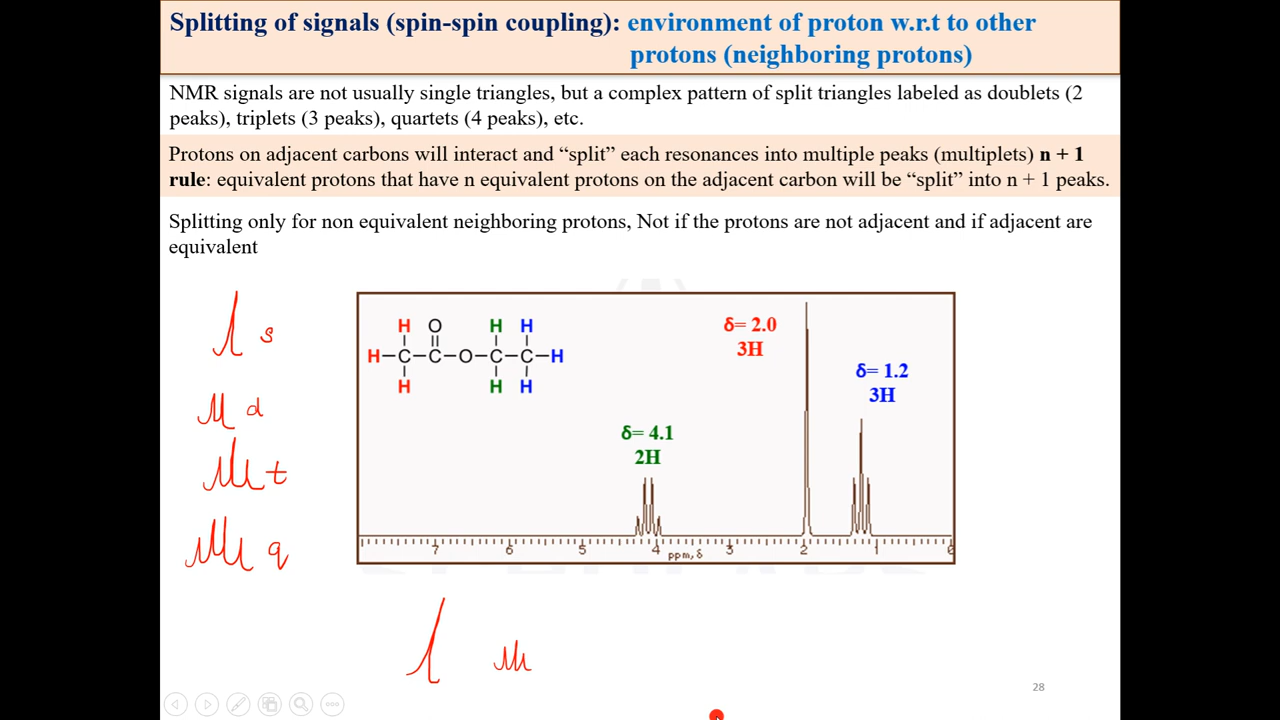 Splitting of signals (spin-spin coupling): environment of proton w.r.t to other
protons (neighboring protons)
NMR signals are not usually single triangles, but a complex pattern of split triangles labeled as doublets (2
peaks), triplets (3 peaks), quartets (4 peaks), etc.
Protons on adjacent carbons will interact and “split” each resonances into multiple peaks (multiplets) n + 1
rule: equivalent protons that have n equivalent protons on the adjacent carbon will be “split” into n + 1 peaks.
Splitting only for non equivalent neighboring protons, Not if the protons are not adjacent and if adjacent are
equivalent
s
d
t
q
H O H H
H-C-C-O-C-C-H
H H H
δ= 4.1
2H
δ= 2.0
3H
δ= 1.2
3H
7 6 5 4 3 2 1 0
ppm, δ
28